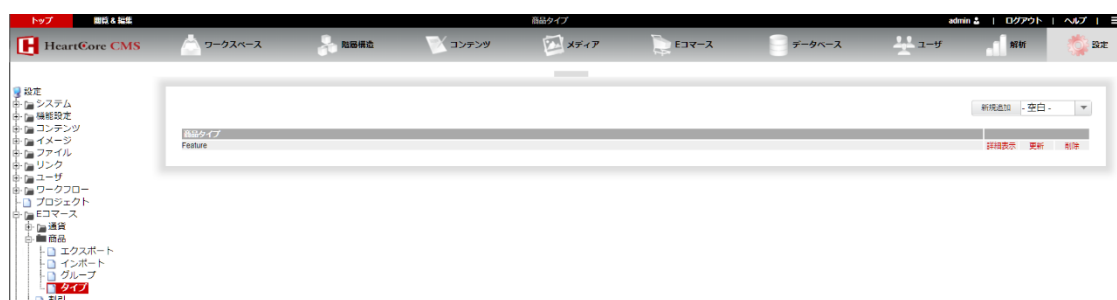 トップ 閲覧 & 編集 商品タイプ admin | ログアウト | ヘルプ |
HeartCore CMS ワークスペース 階層構造 コンテンツ メディア Eコマース データベース ユーザ 解析 設定
新規追加 - 空白 -
商品タイプ
Feature 詳細表示 更新 削除
設定
システム
機能設定
コンテンツ
イメージ
ファイル
リンク
ユーザ
ワークフロー
プロジェクト
Eコマース
通貨
商品
エクスポート
インポート
グループ
タイプ
割引